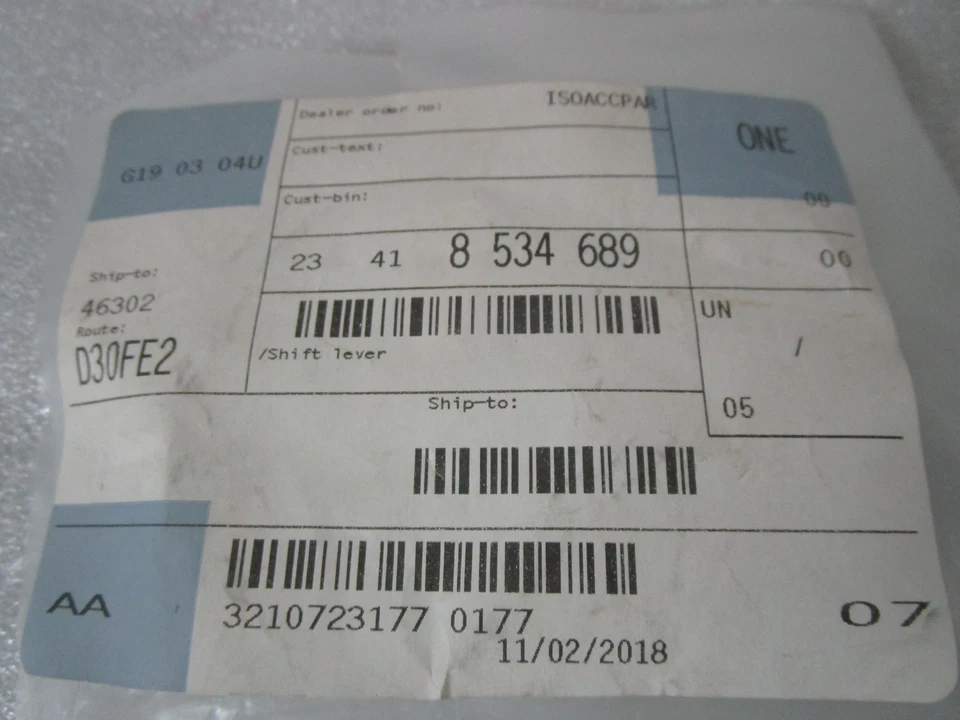 Dealer order no: ISOACCPAR
ONE
619 03 04U
Cust-text:
Cust-bin:
00
23 41 8 534 689
00
Ship-to:
46302
Route:
D30FE2
UN
/Shift lever
/
Ship-to:
05
AA
3210723177 0177
07
11/02/2018